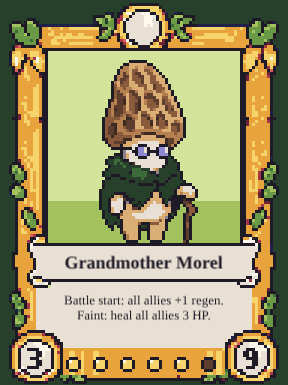 Grandmother Morel
Battle start: all allies +1 regen.
Faint: heal all allies 3 HP.
3
9